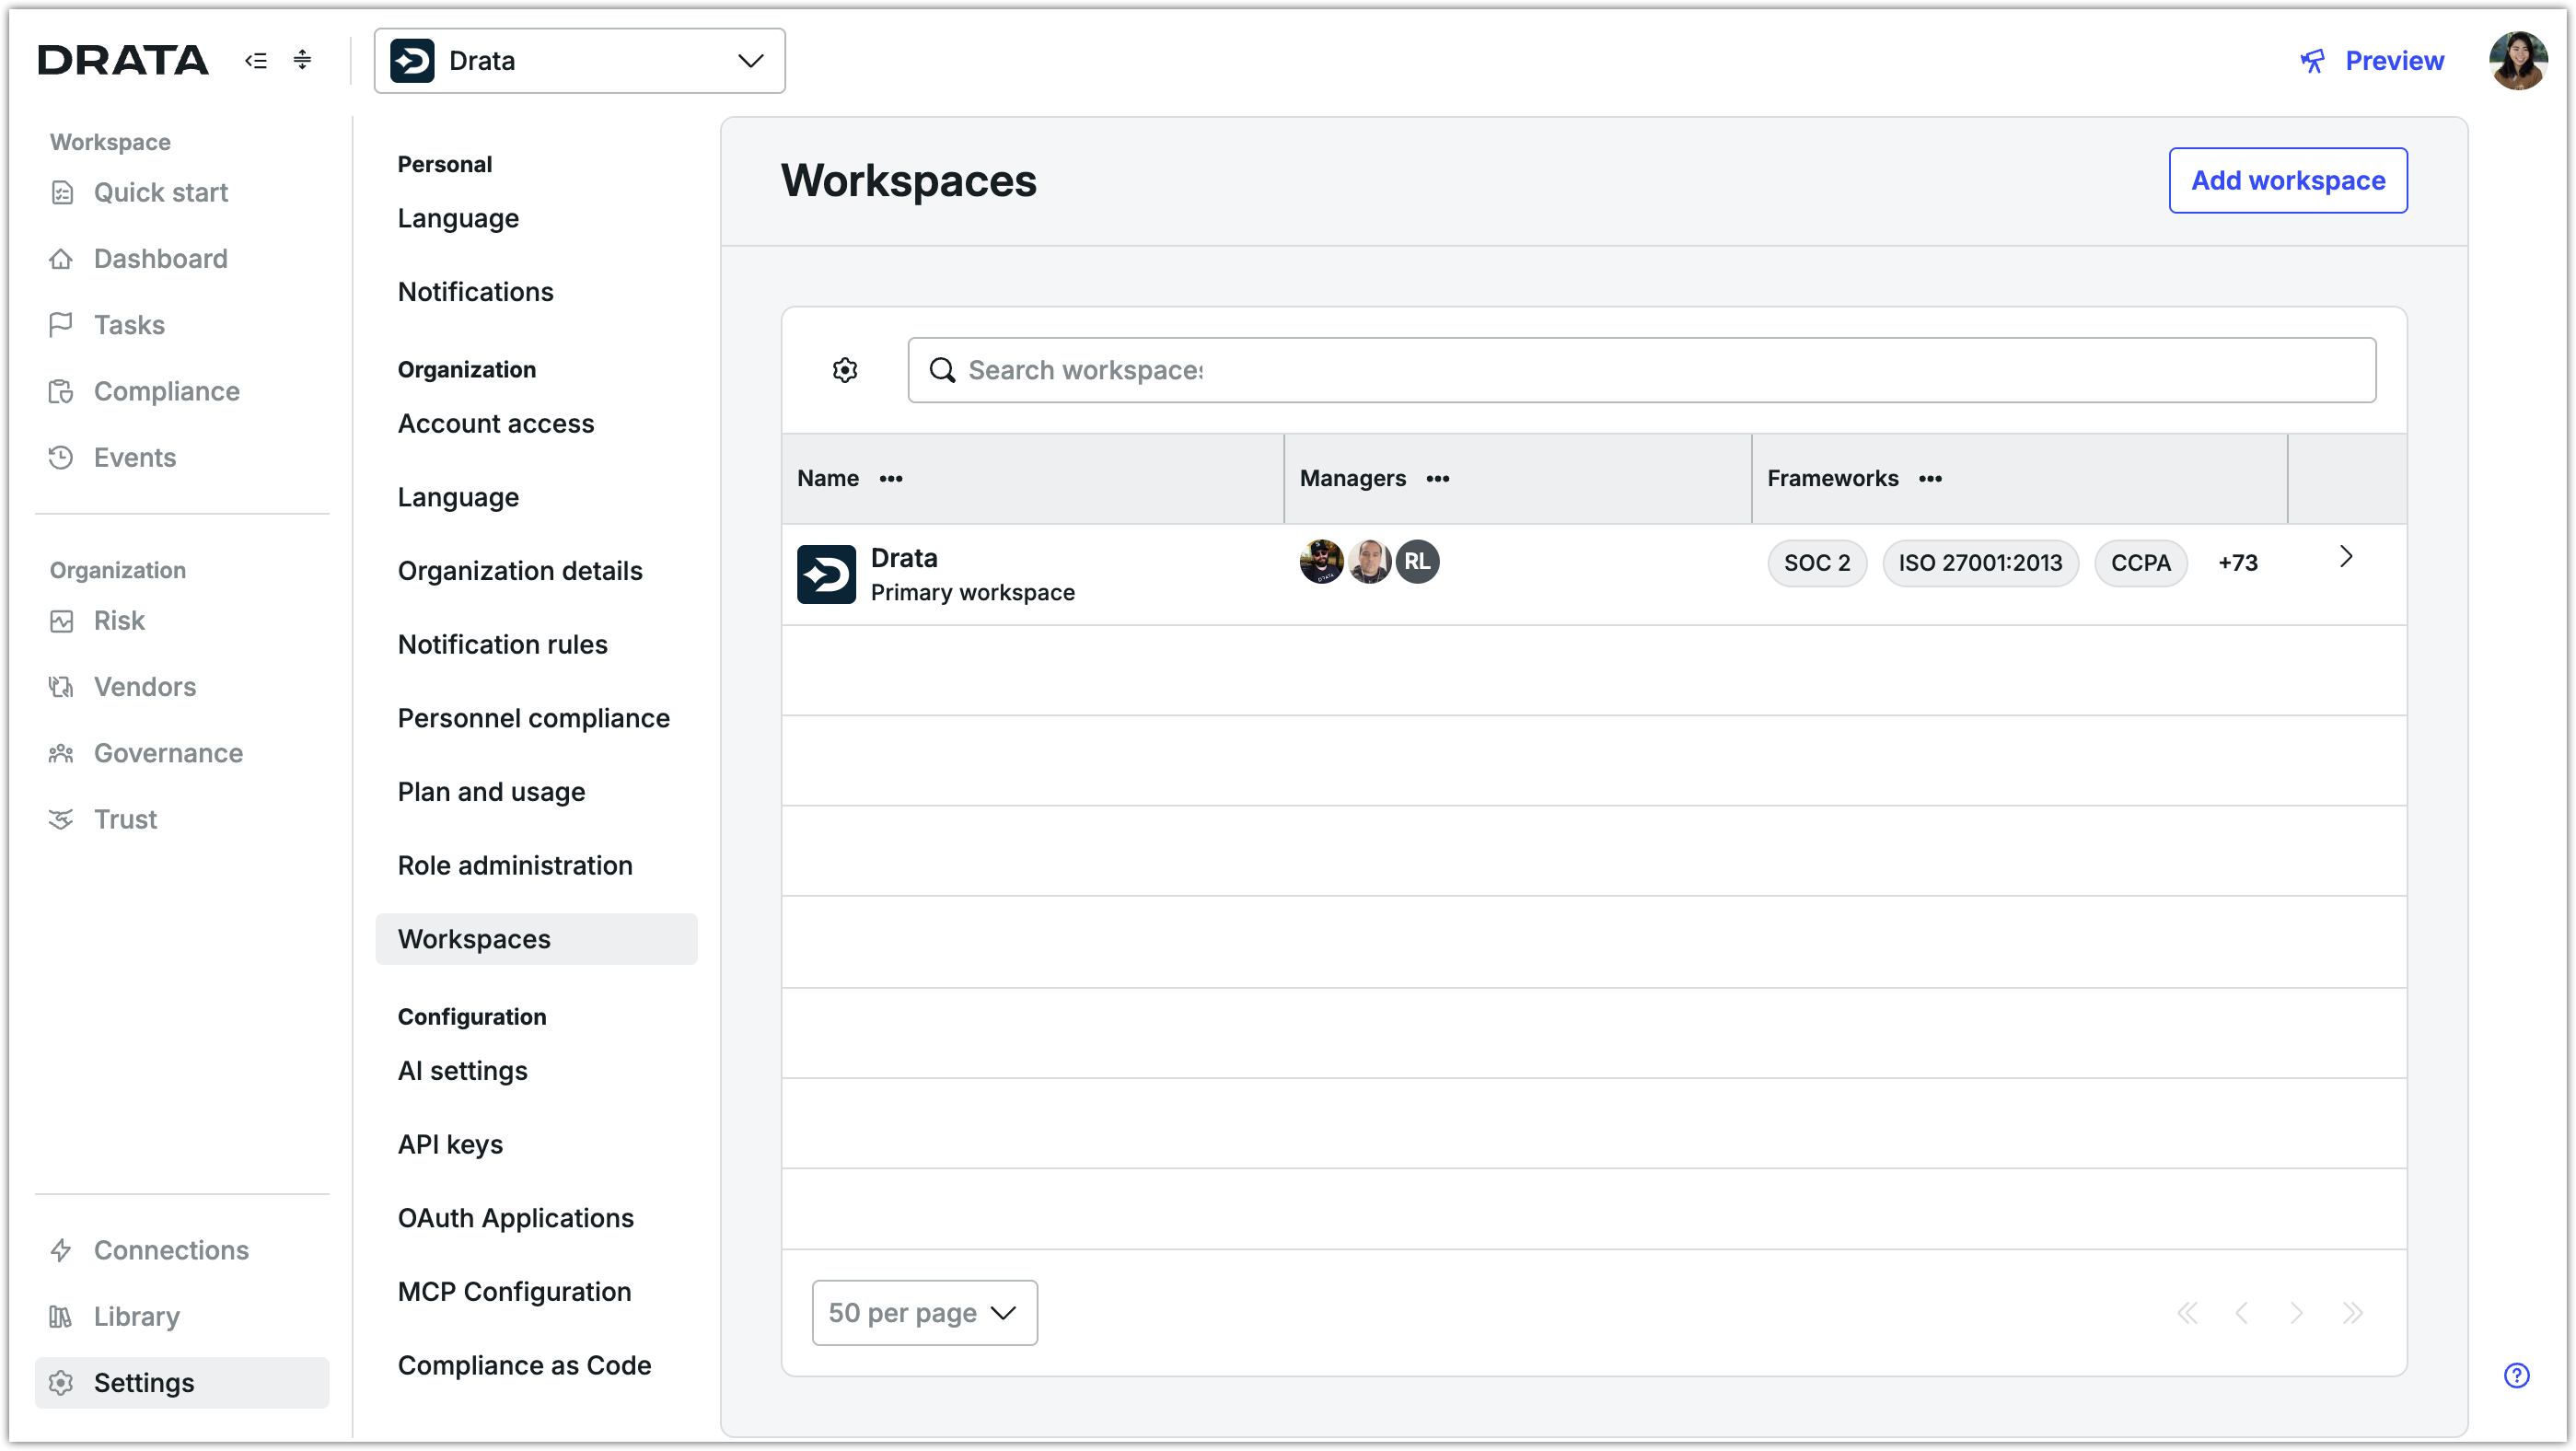 DRATA
Drata
Preview
Workspace
Quick start
Dashboard
Tasks
Compliance
Events
Organization
Risk
Vendors
Governance
Trust
Connections
Library
Settings
Personal
Language
Notifications
Organization
Account access
Language
Organization details
Notification rules
Personnel compliance
Plan and usage
Role administration
Workspaces
Configuration
AI settings
API keys
OAuth Applications
MCP Configuration
Compliance as Code
Workspaces
Add workspace
Search workspaces
Name
Managers
Frameworks
Drata
Primary workspace
RL
SOC 2
ISO 27001:2013
CCPA
+73
50 per page